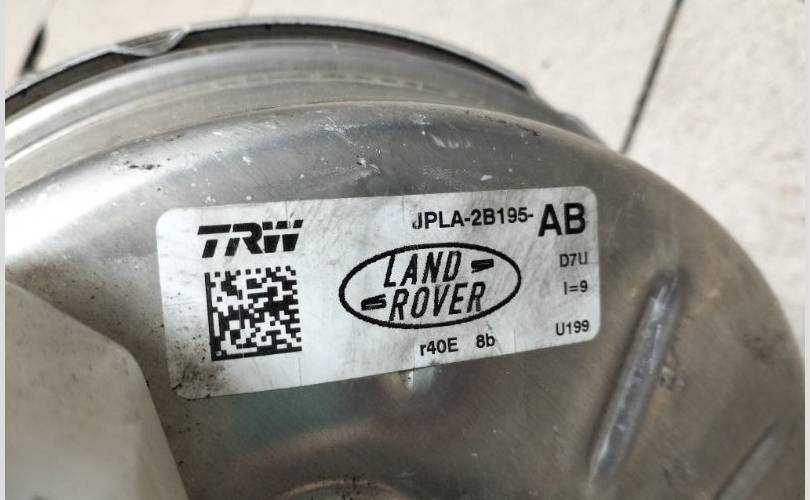 TRW
JPLA-2B195-AB
D7U
LAND
ROVER
I=9
r40E 8b
U199